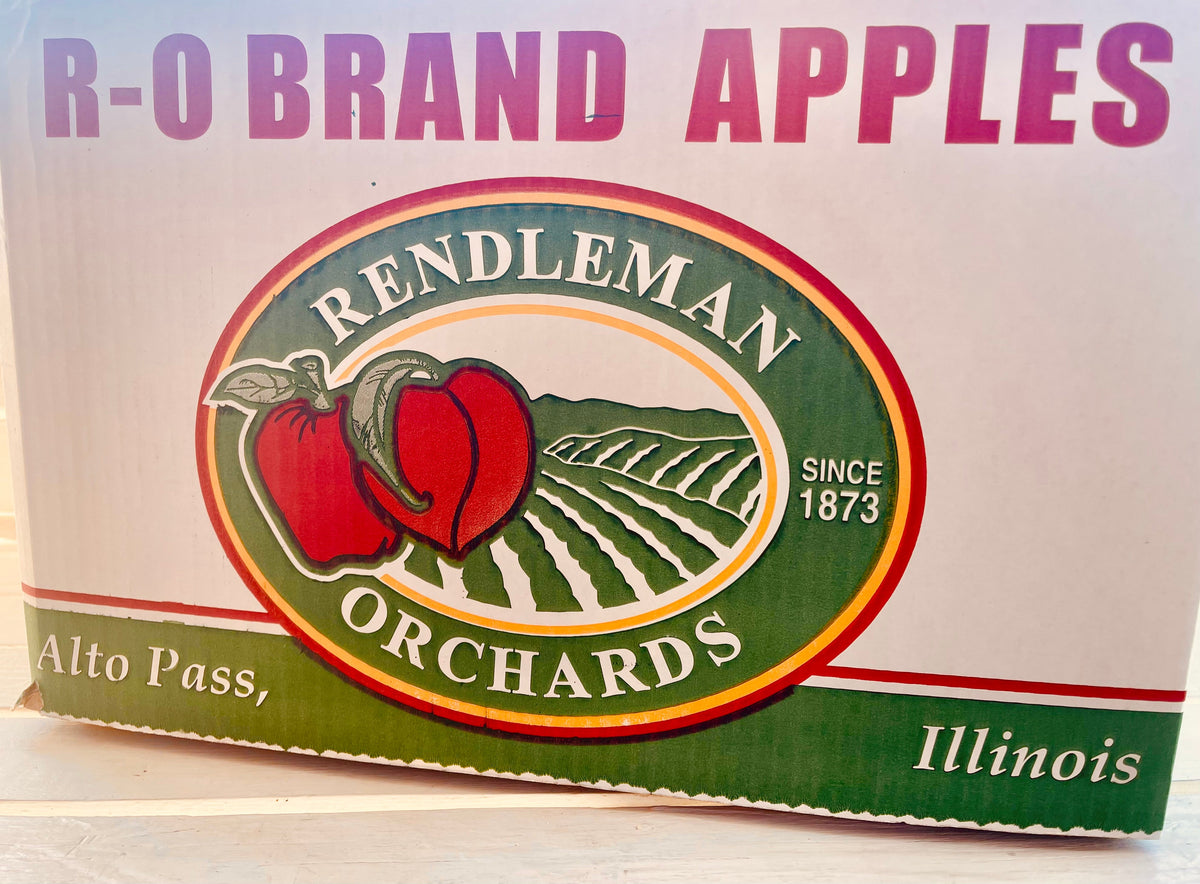 R-O BRAND APPLES
RENDLEMAN
SINCE
1873
ORCHARDS
Alto Pass,
Illinois